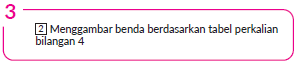 3
2 Menggambar benda berdasarkan tabel perkalian
bilangan 4